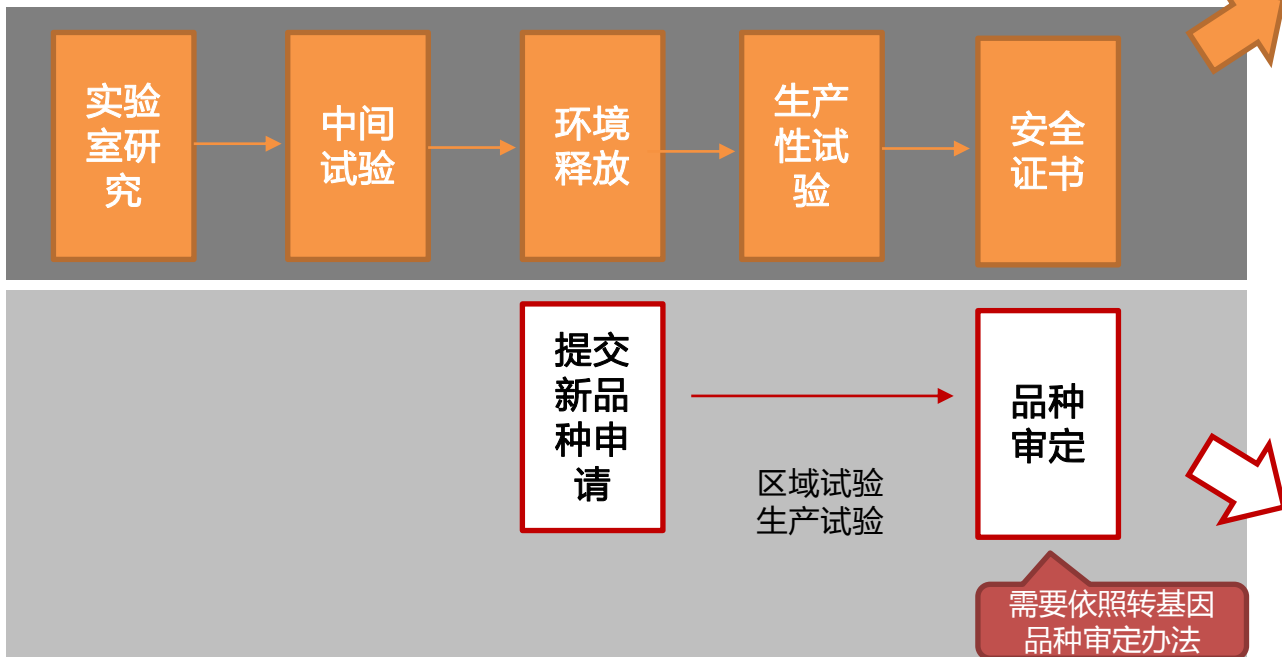 实验
室研
究
中间
试验
环境
释放
生产
性试
验
安全
证书
提交
新品
种申
请
区域试验
生产试验
品种
审定
需要依照转基因
品种审定办法